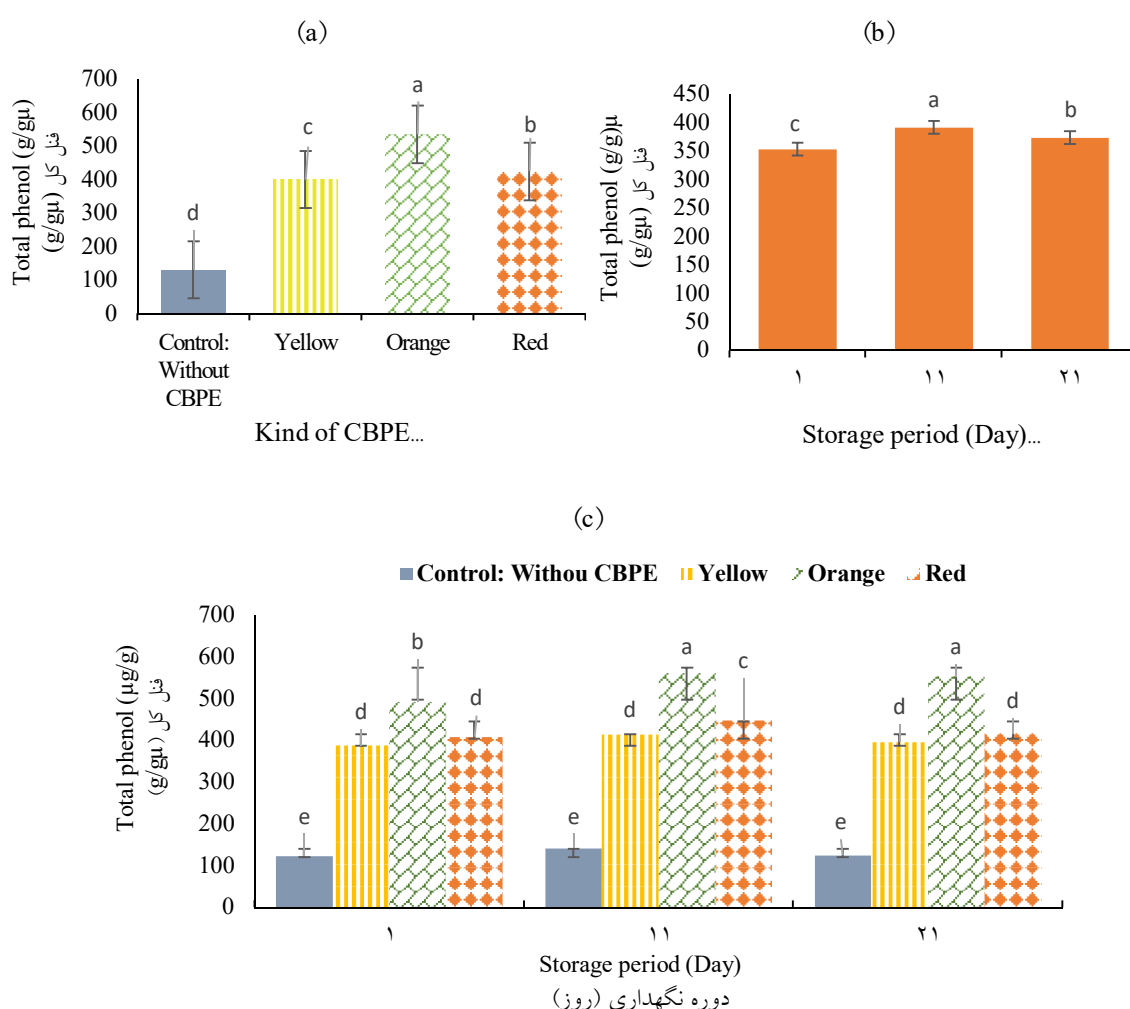 (a)
Total phenol (g/gμ)
فنل کل (g/gμ)
700
600
500
400
300
200
100
0
d
c
a
b
Control: Without CBPE
Yellow
Orange
Red
Kind of CBPE...
(b)
Total phenol (g/g)μ
فنل کل (g/gμ)
450
400
350
300
250
200
150
100
50
0
c
a
b
۱
۱۱
۲۱
Storage period (Day)...
(c)
Control: Withou CBPE Yellow Orange Red
Total phenol (μg/g)
فنل کل (g/gμ)
700
600
500
400
300
200
100
0
e
d
b
d
e
d
a
c
e
d
a
d
۱
۱۱
۲۱
Storage period (Day)
دوره نگهداری (روز)